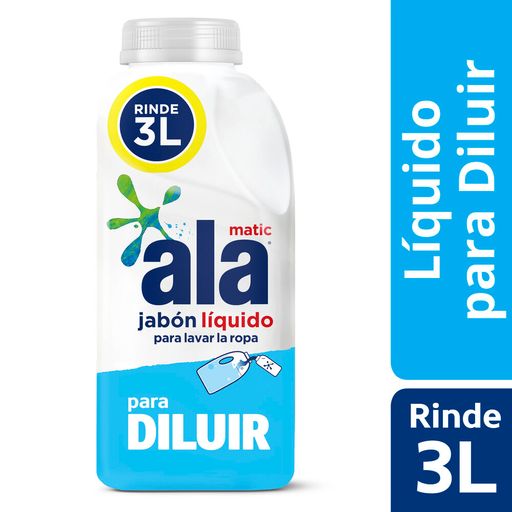 RINDE
3L
matic
ala
jabón líquido
para lavar la ropa
para
DILUIR
Líquido
para Diluir
Rinde
3L